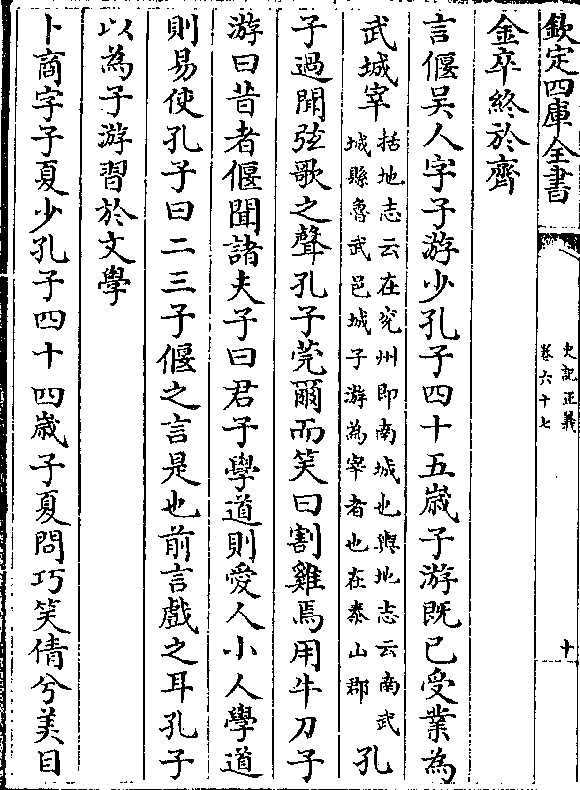 欽定四庫全書
史記正義
卷六十七
十
金卒終於齊
言偃吳人字子游少孔子四十五歲子游既已受業為
武城宰括地志云在兖州即南城也輿地志云南武
城縣魯武邑城子游為宰者也在泰山郡孔
子過聞弦歌之聲孔子莞爾而笑曰割雞焉用牛刀子
游曰昔者偃聞諸夫子曰君子學道則愛人小人學道
則易使孔子曰二三子偃之言是也前言戲之耳孔子
以為子游習於文學
卜商字子夏少孔子四十四歲子夏問巧笑倩兮美目